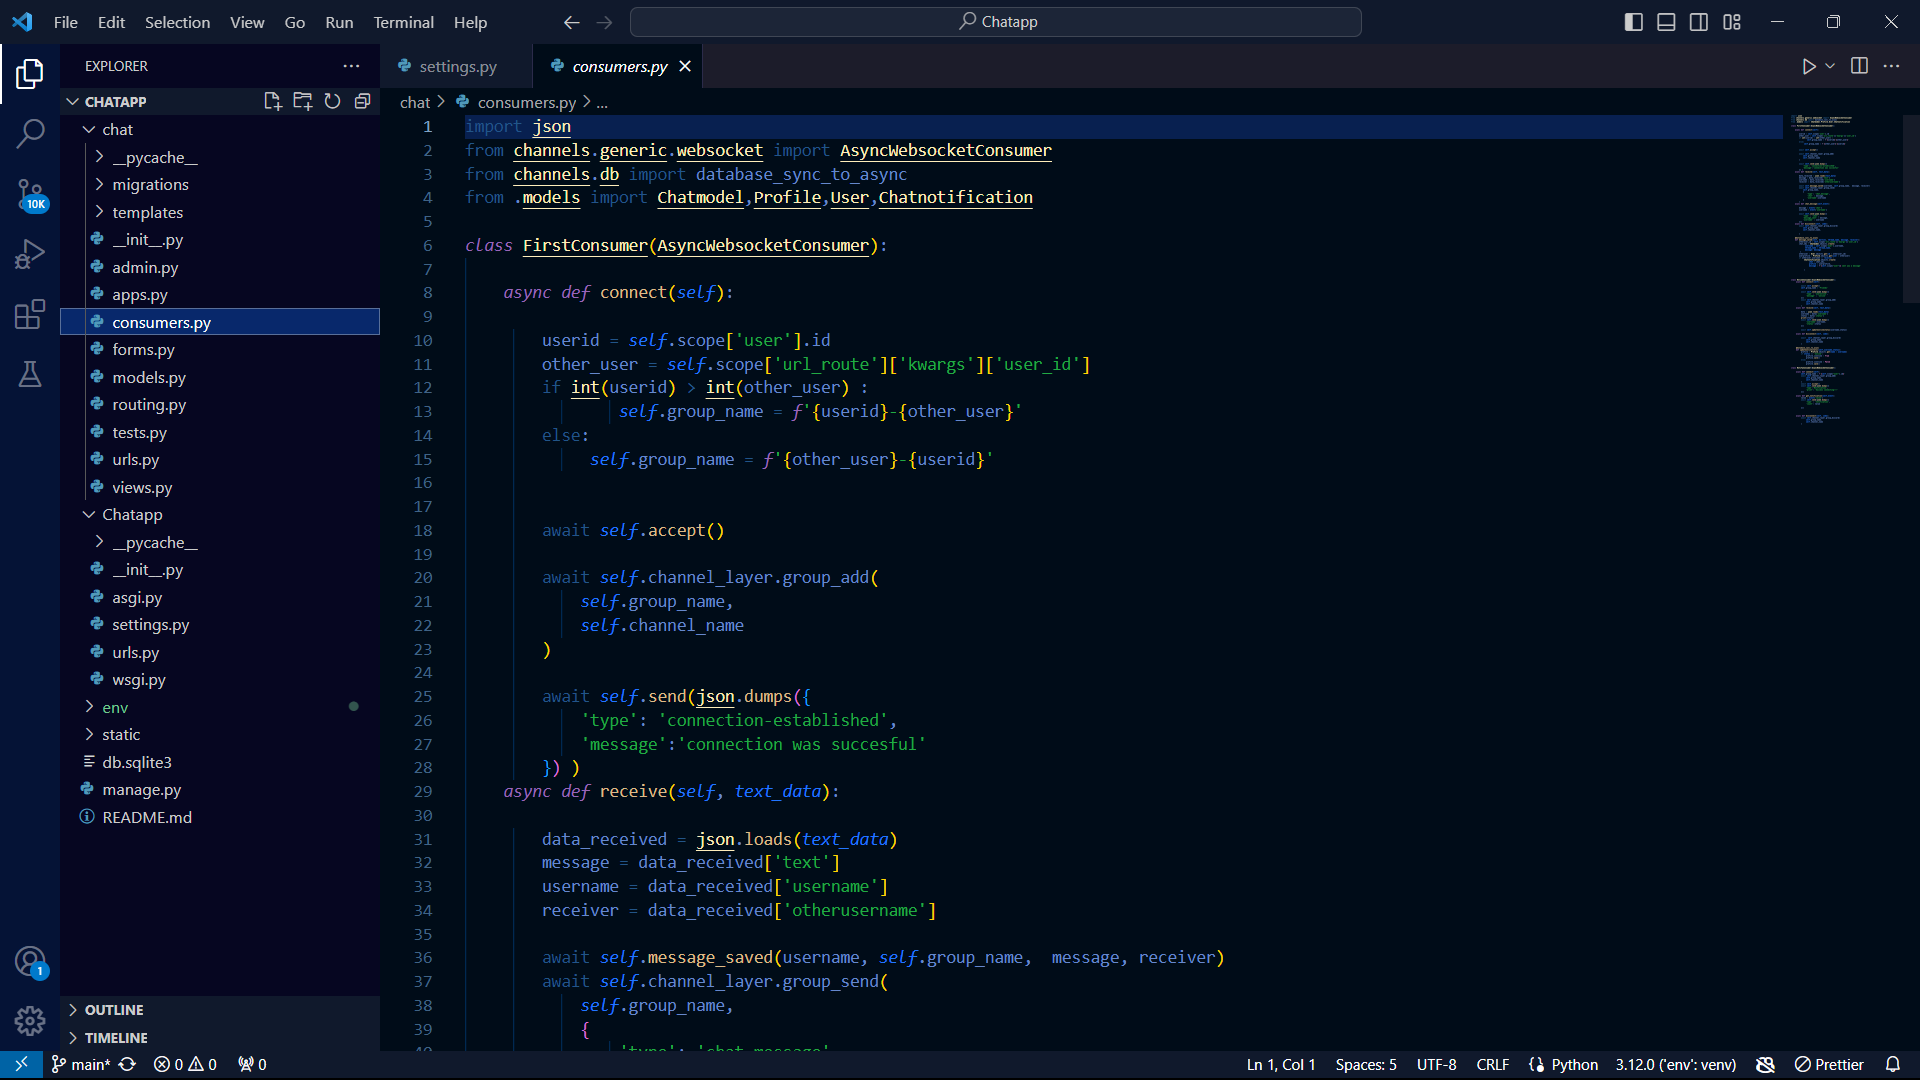 File Edit Selection View Go Run Terminal Help
Chatapp
EXPLORER
settings.py
consumers.py
CHATAPP
chat > consumers.py > ...
chat
__pycache__
migrations
templates
__init__.py
admin.py
apps.py
consumers.py
forms.py
models.py
routing.py
tests.py
urls.py
views.py
Chatapp
__pycache__
__init__.py
asgi.py
settings.py
urls.py
wsgi.py
env
static
db.sqlite3
manage.py
README.md
OUTLINE
TIMELINE
10K
1
1 import json
2 from channels.generic.websocket import AsyncWebsocketConsumer
3 from channels.db import database_sync_to_async
4 from .models import Chatmodel,Profile,User,Chatnotification
5
6 class FirstConsumer(AsyncWebsocketConsumer):
7
8 async def connect(self):
9
10 userid = self.scope['user'].id
11 other_user = self.scope['url_route']['kwargs']['user_id']
12 if int(userid) > int(other_user) :
13 self.group_name = f'{userid}-{other_user}'
14 else:
15 self.group_name = f'{other_user}-{userid}'
16
17
18 await self.accept()
19
20 await self.channel_layer.group_add(
21 self.group_name,
22 self.channel_name
23 )
24
25 await self.send(json.dumps({
26 'type': 'connection-established',
27 'message':'connection was succesful'
28 }) )
29 async def receive(self, text_data):
30
31 data_received = json.loads(text_data)
32 message = data_received['text']
33 username = data_received['username']
34 receiver = data_received['otherusername']
35
36 await self.message_saved(username, self.group_name,  message, receiver)
37 await self.channel_layer.group_send(
38 self.group_name,
39 {
40 'type': 'chat_message'
main* 0 0 0
Ln 1, Col 1 Spaces: 5 UTF-8 CRLF Python 3.12.0 ('env': venv) Prettier